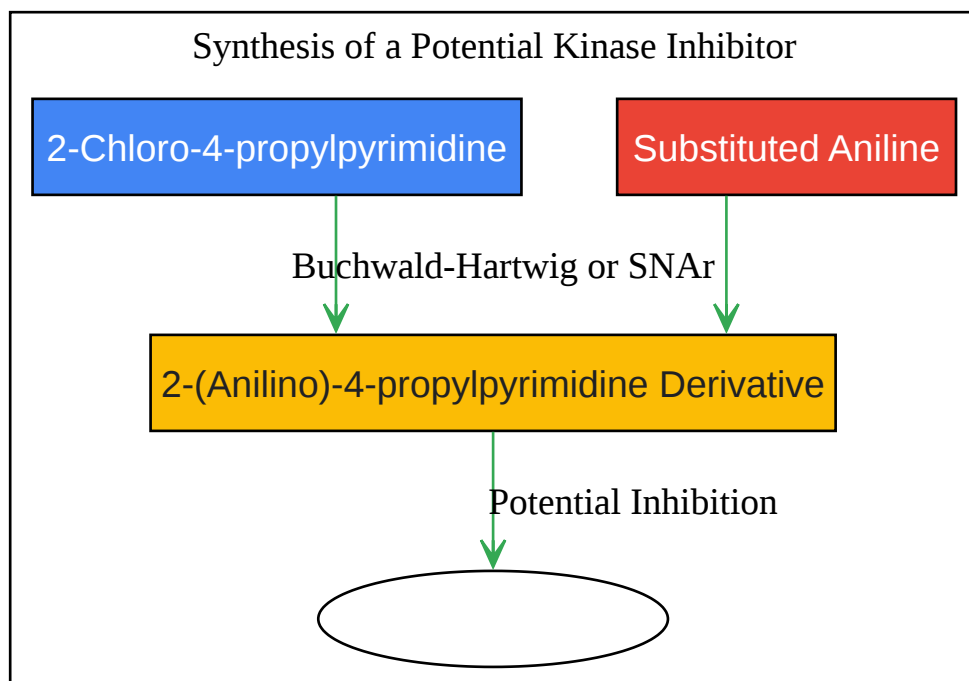 Synthesis of a Potential Kinase Inhibitor
2-Chloro-4-propylpyrimidine
Substituted Aniline
Buchwald-Hartwig or SNAr
2-(Anilino)-4-propylpyrimidine Derivative
Potential Inhibition